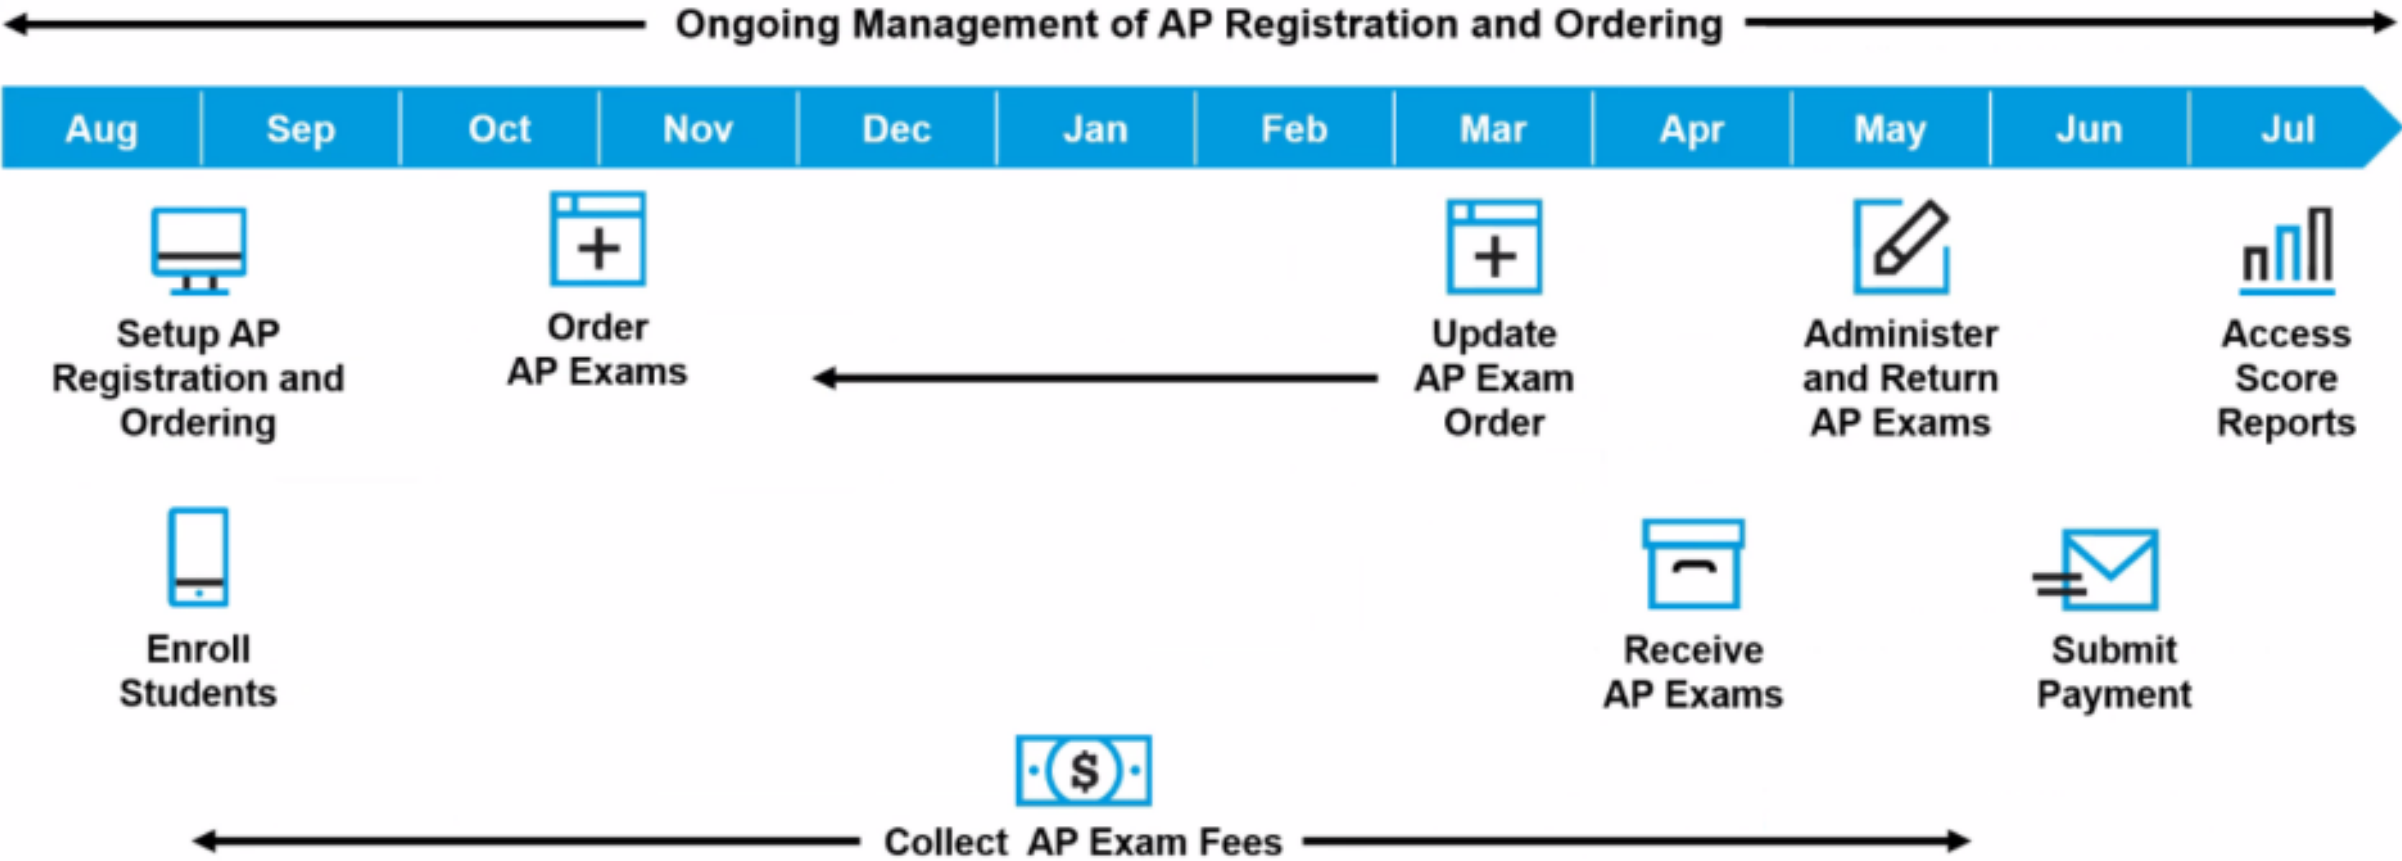 Ongoing Management of AP Registration and Ordering
Aug Sep Oct Nov Dec Jan Feb Mar Apr May Jun Jul
Setup AP
Registration and
Ordering
Order
AP Exams
Update
AP Exam
Order
Administer
and Return
AP Exams
Access
Score
Reports
Enroll
Students
Receive
AP Exams
Submit
Payment
$
Collect AP Exam Fees